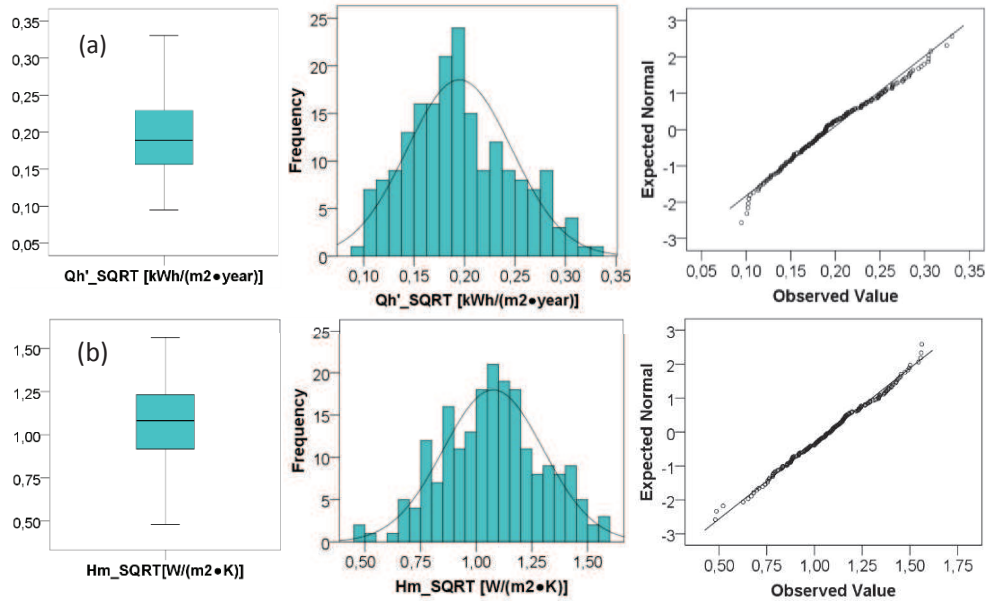 (a)
0,35
0,30
0,25
0,20
0,15
0,10
0,05
Qh'_SQRT [kWh/(m2●year)]
Frequency
25
20
15
10
5
0
0,10 0,15 0,20 0,25 0,30 0,35
Qh'_SQRT [kWh/(m2●year)]
Expected Normal
3
2
1
0
-1
-2
-3
0,05 0,10 0,15 0,20 0,25 0,30 0,35
Observed Value
(b)
1,50
1,25
1,00
0,75
0,50
Hm_SQRT[W/(m2●K)]
Frequency
25
20
15
10
5
0
0,50 0,75 1,00 1,25 1,50
Hm_SQRT [W/(m2●K)]
Expected Normal
3
2
1
0
-1
-2
-3
0,50 0,75 1,00 1,25 1,50 1,75
Observed Value